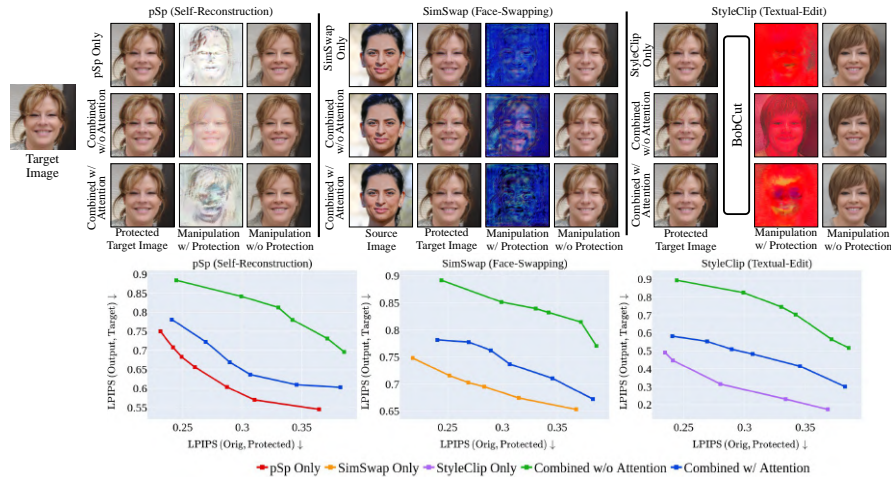 pSp (Self-Reconstruction)
SimSwap (Face-Swapping)
StyleClip (Textual-Edit)
pSp Only
SimSwap Only
StyleClip Only
Target Image
Combined w/o Attention
Combined w/o Attention
Combined w/o Attention
BobCut
Combined w/ Attention
Combined w/ Attention
Combined w/ Attention
Protected Target Image
Manipulation w/ Protection
Manipulation w/o Protection
Source Image
Protected Target Image
Manipulation w/ Protection
Manipulation w/o Protection
Protected Target Image
Manipulation w/ Protection
Manipulation w/o Protection
pSp (Self-Reconstruction)
LPIPS (Output, Target) ↓
0.9
0.85
0.8
0.75
0.7
0.65
0.6
0.55
0.25
0.3
0.35
LPIPS (Orig, Protected) ↓
SimSwap (Face-Swapping)
LPIPS (Output, Target) ↓
0.9
0.85
0.8
0.75
0.7
0.65
0.25
0.3
0.35
LPIPS (Orig, Protected) ↓
StyleClip (Textual-Edit)
LPIPS (Output, Target) ↓
0.9
0.8
0.7
0.6
0.5
0.4
0.3
0.2
0.25
0.3
0.35
LPIPS (Orig, Protected) ↓
pSp Only SimSwap Only StyleClip Only Combined w/o Attention Combined w/ Attention